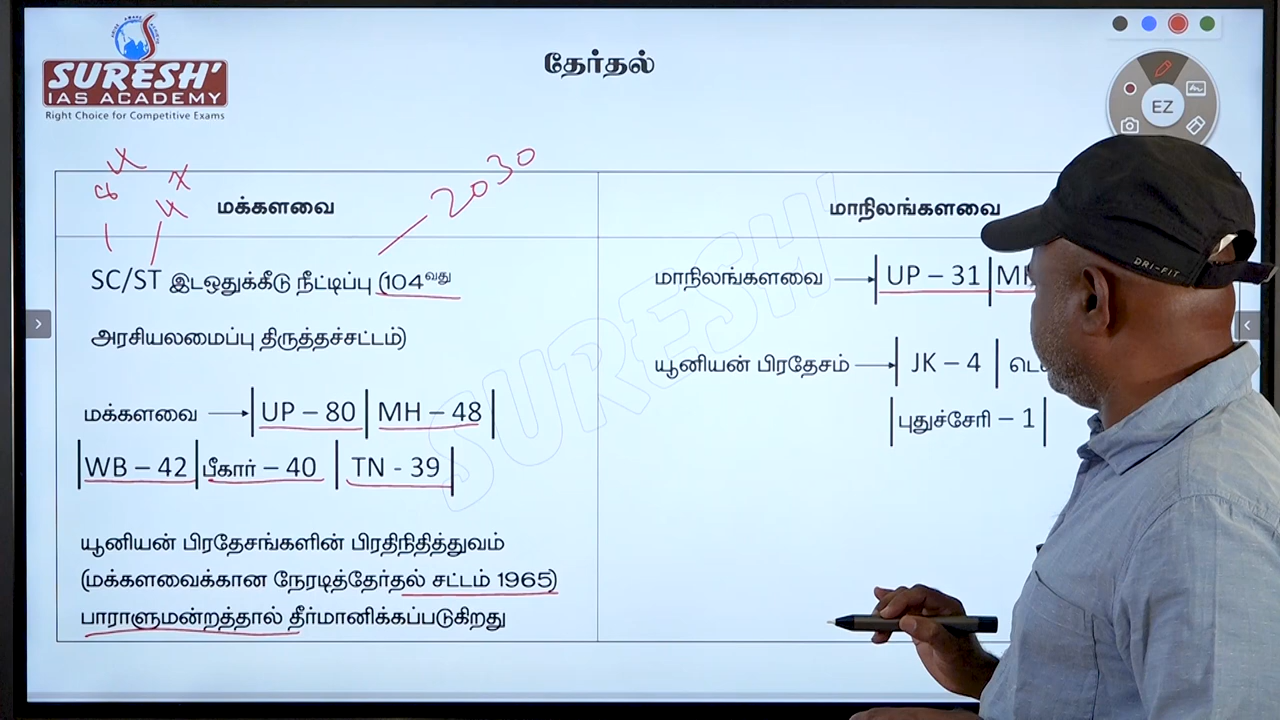 SURESH'
IAS ACADEMY
Right Choice for Competitive Exams
தேர்தல்
EZ
2030
மக்களவை
மாநிலங்களவை
SC/ST இடஒதுக்கீடு நீட்டிப்பு (104வது
அரசியலமைப்பு திருத்தச்சட்டம்)
மக்களவை → | UP – 80 | MH – 48 |
| WB – 42 | பீகார் – 40 | TN - 39 |
யூனியன் பிரதேசங்களின் பிரதிநிதித்துவம்
(மக்களவைக்கான நேரடித்தேர்தல் சட்டம் 1965)
பாராளுமன்றத்தால் தீர்மானிக்கப்படுகிறது
மாநிலங்களவை → | UP – 31 |
யூனியன் பிரதேசம் → | JK – 4 |
| புதுச்சேரி – 1 |
SURESH'
DRI-FIT